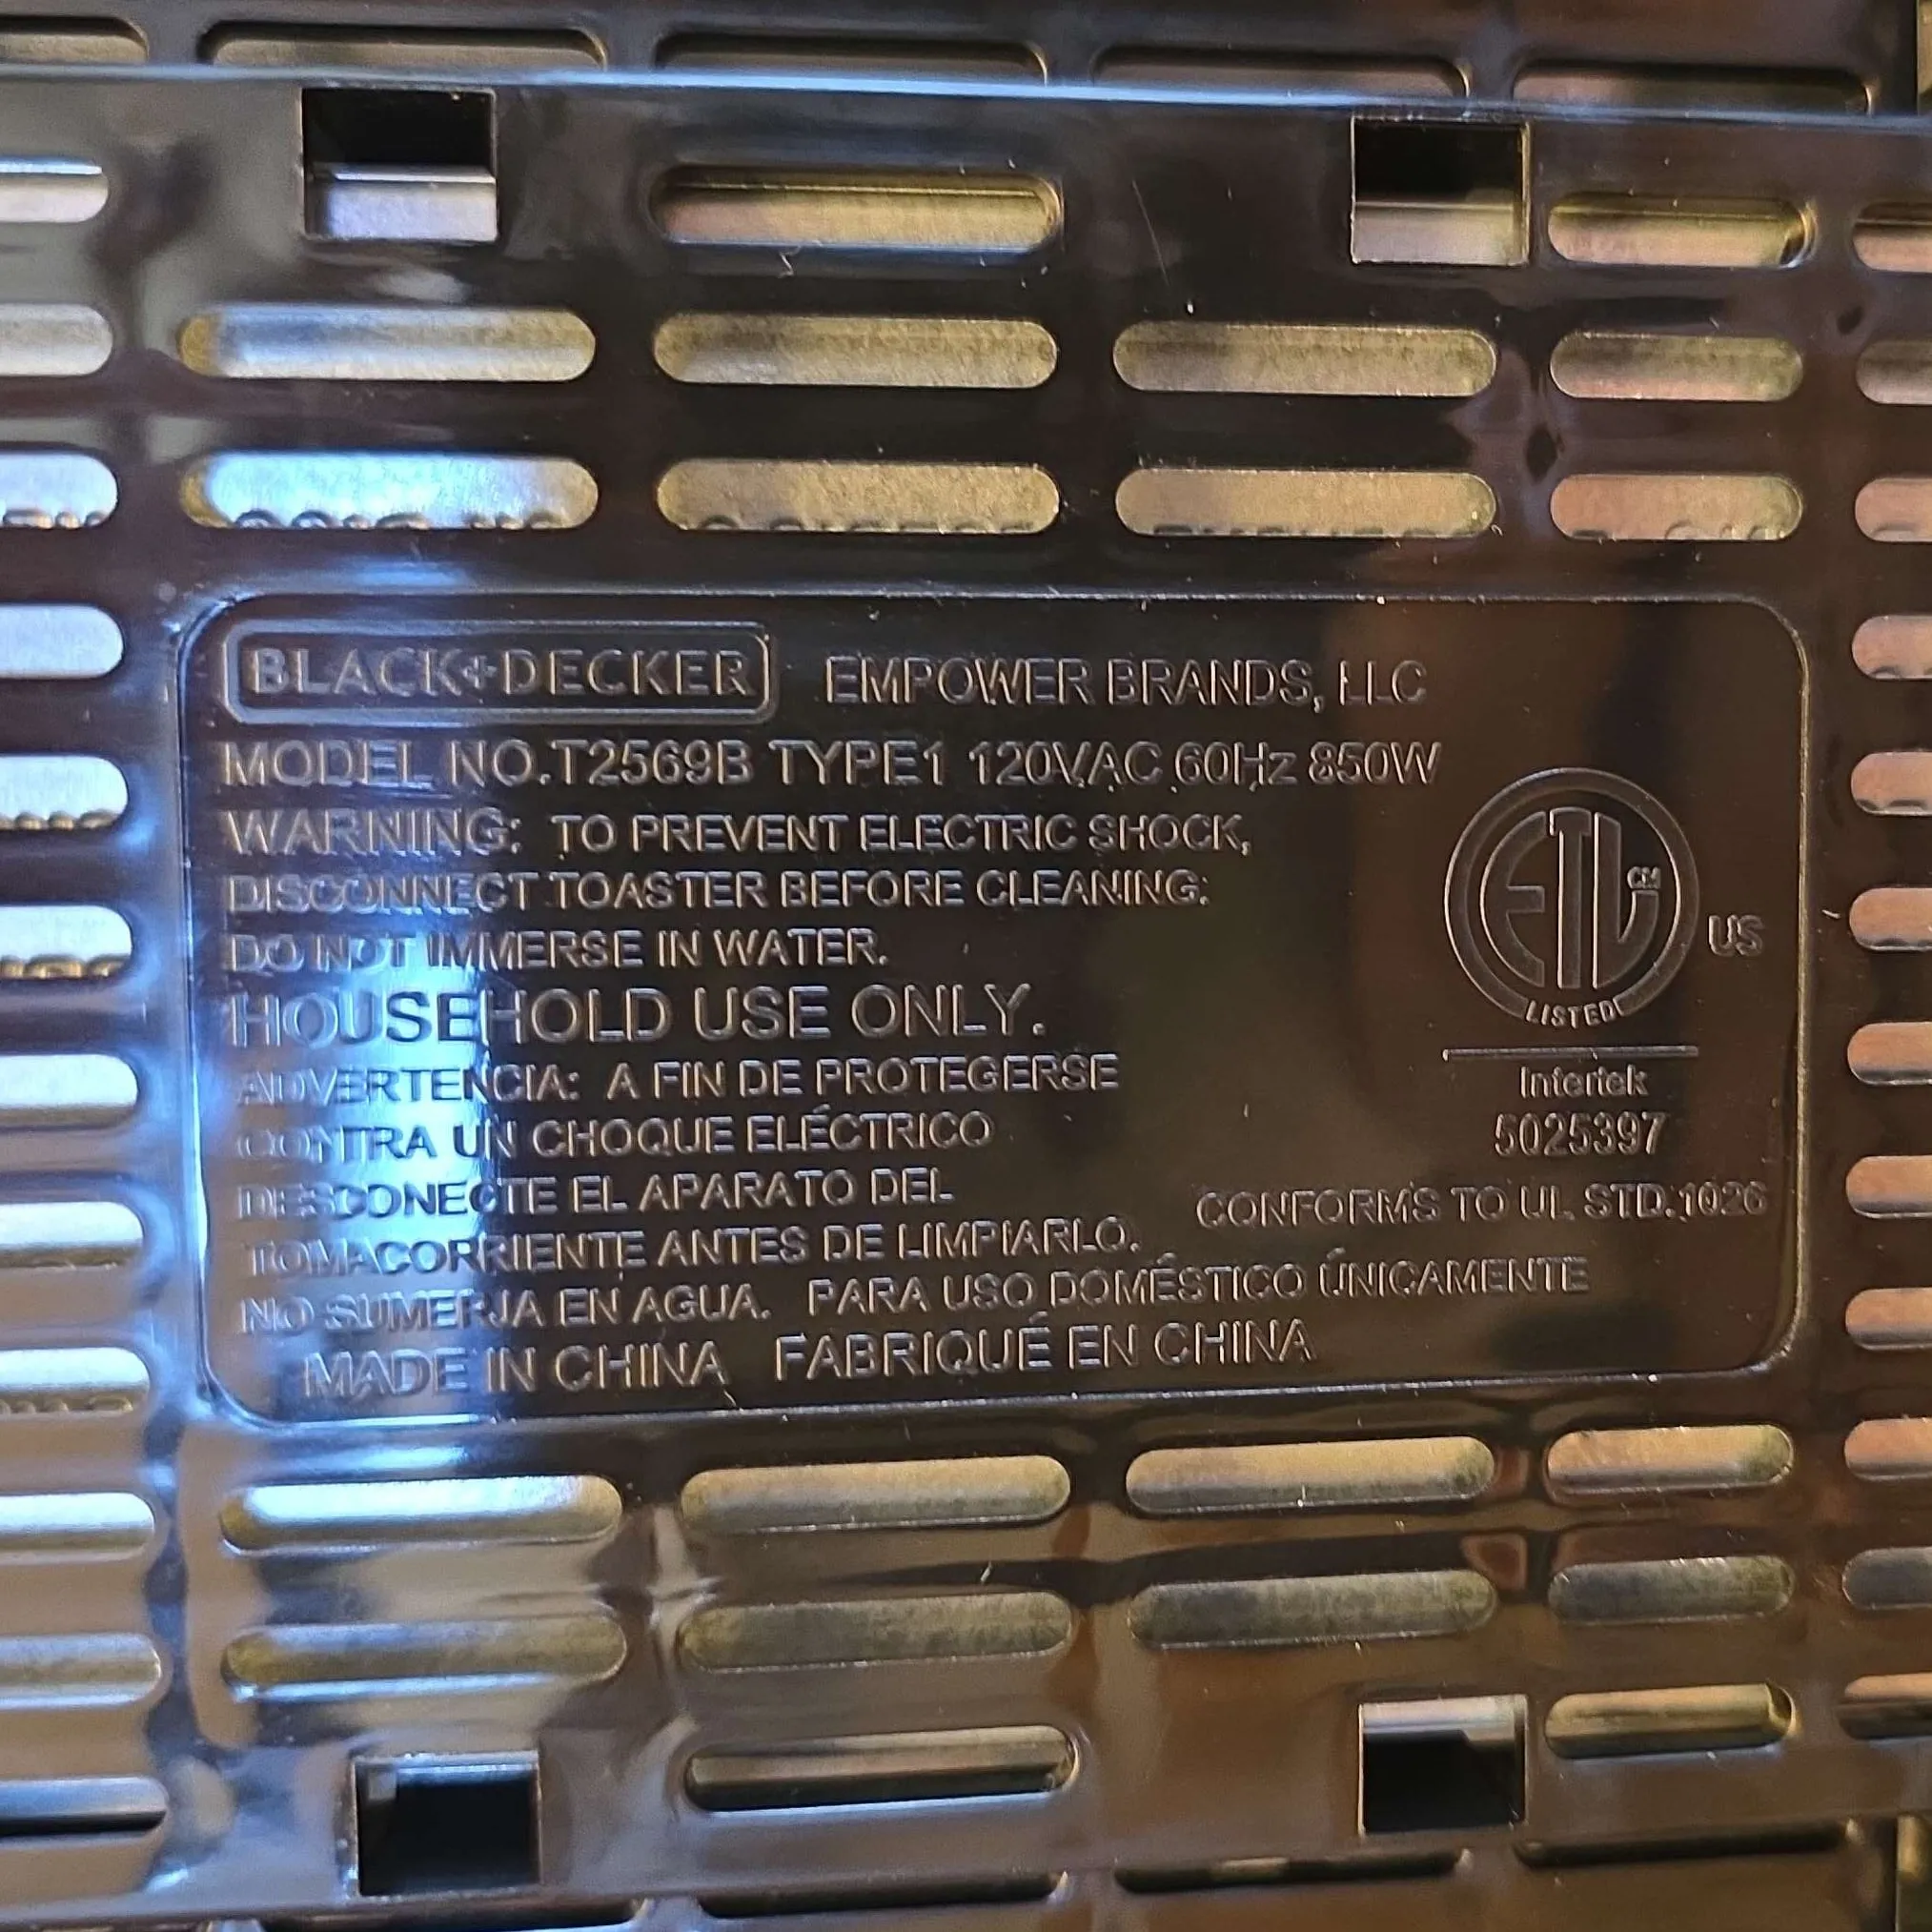 BLACK+DECKER EMPOWER BRANDS, LLC
MODEL NO.T2569B TYPE1 120VAC 60Hz 850W
WARNING: TO PREVENT ELECTRIC SHOCK,
DISCONNECT TOASTER BEFORE CLEANING:
DO NOT IMMERSE IN WATER.
HOUSEHOLD USE ONLY.
ADVERTENCIA: A FIN DE PROTEGERSE
CONTRA UN CHOQUE ELÉCTRICO
DESCONECTE EL APARATO DEL
TOMACORRIENTE ANTES DE LIMPIARLO.
NO SUMERJA EN AGUA. PARA USO DOMÉSTICO ÚNICAMENTE
MADE IN CHINA FABRIQUÉ EN CHINA
ETL CM
US
LISTED
Intertek
5025397
CONFORMS TO UL STD.1026